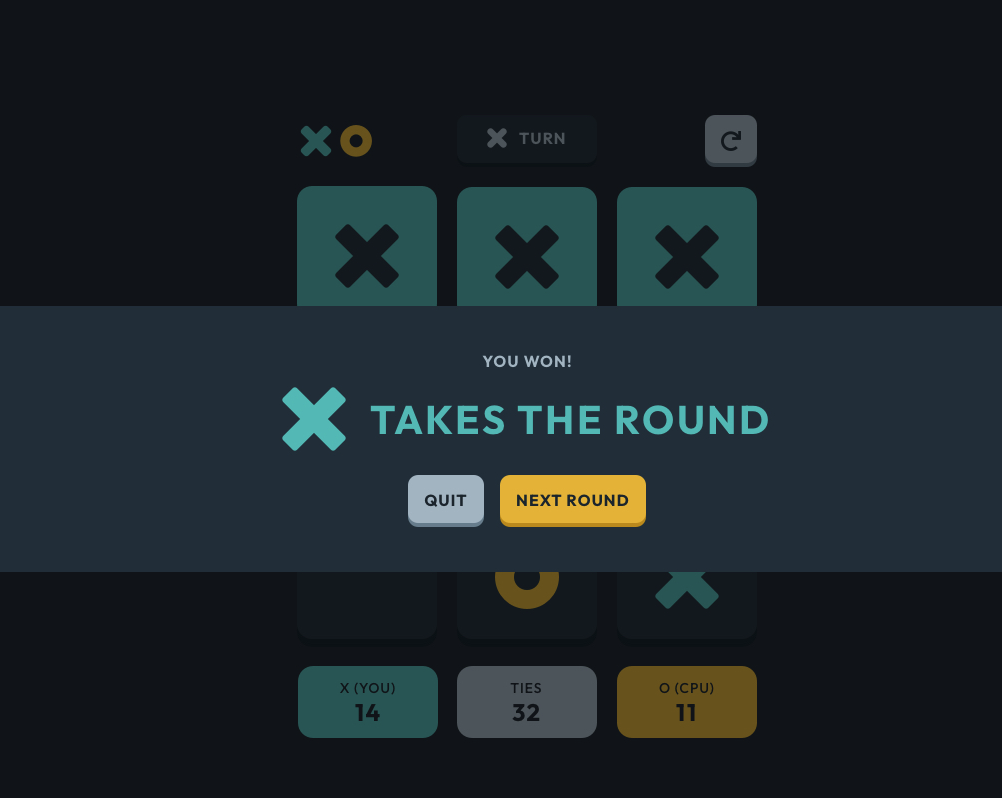 TURN
YOU WON!
TAKES THE ROUND
QUIT
NEXT ROUND
X (YOU)
14
TIES
32
O (CPU)
11